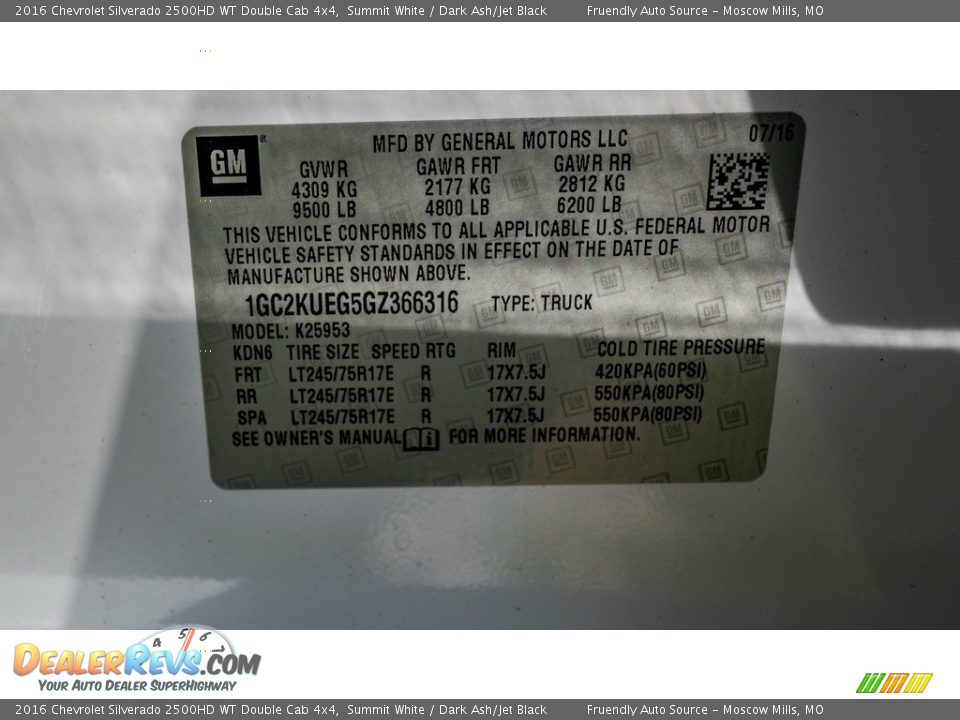 2016 Chevrolet Silverado 2500HD WT Double Cab 4x4, Summit White / Dark Ash/Jet Black Fruendly Auto Source - Moscow Mills, MO
GM ® MFD BY GENERAL MOTORS LLC 07/16
GVWR GAWR FRT GAWR RR
4309 KG 2177 KG 2812 KG
9500 LB 4800 LB 6200 LB
THIS VEHICLE CONFORMS TO ALL APPLICABLE U.S. FEDERAL MOTOR
VEHICLE SAFETY STANDARDS IN EFFECT ON THE DATE OF
MANUFACTURE SHOWN ABOVE.
1GC2KUEG5GZ366316 TYPE: TRUCK
MODEL: K25953
KDN6 TIRE SIZE SPEED RTG RIM COLD TIRE PRESSURE
FRT LT245/75R17E R 17X7.5J 420KPA(60PSI)
RR LT245/75R17E R 17X7.5J 550KPA(80PSI)
SPA LT245/75R17E R 17X7.5J 550KPA(80PSI)
SEE OWNER'S MANUAL i FOR MORE INFORMATION.
4 5 6 7
DEALERREVS.COM
YOUR AUTO DEALER SUPERHIGHWAY
2016 Chevrolet Silverado 2500HD WT Double Cab 4x4, Summit White / Dark Ash/Jet Black Fruendly Auto Source - Moscow Mills, MO